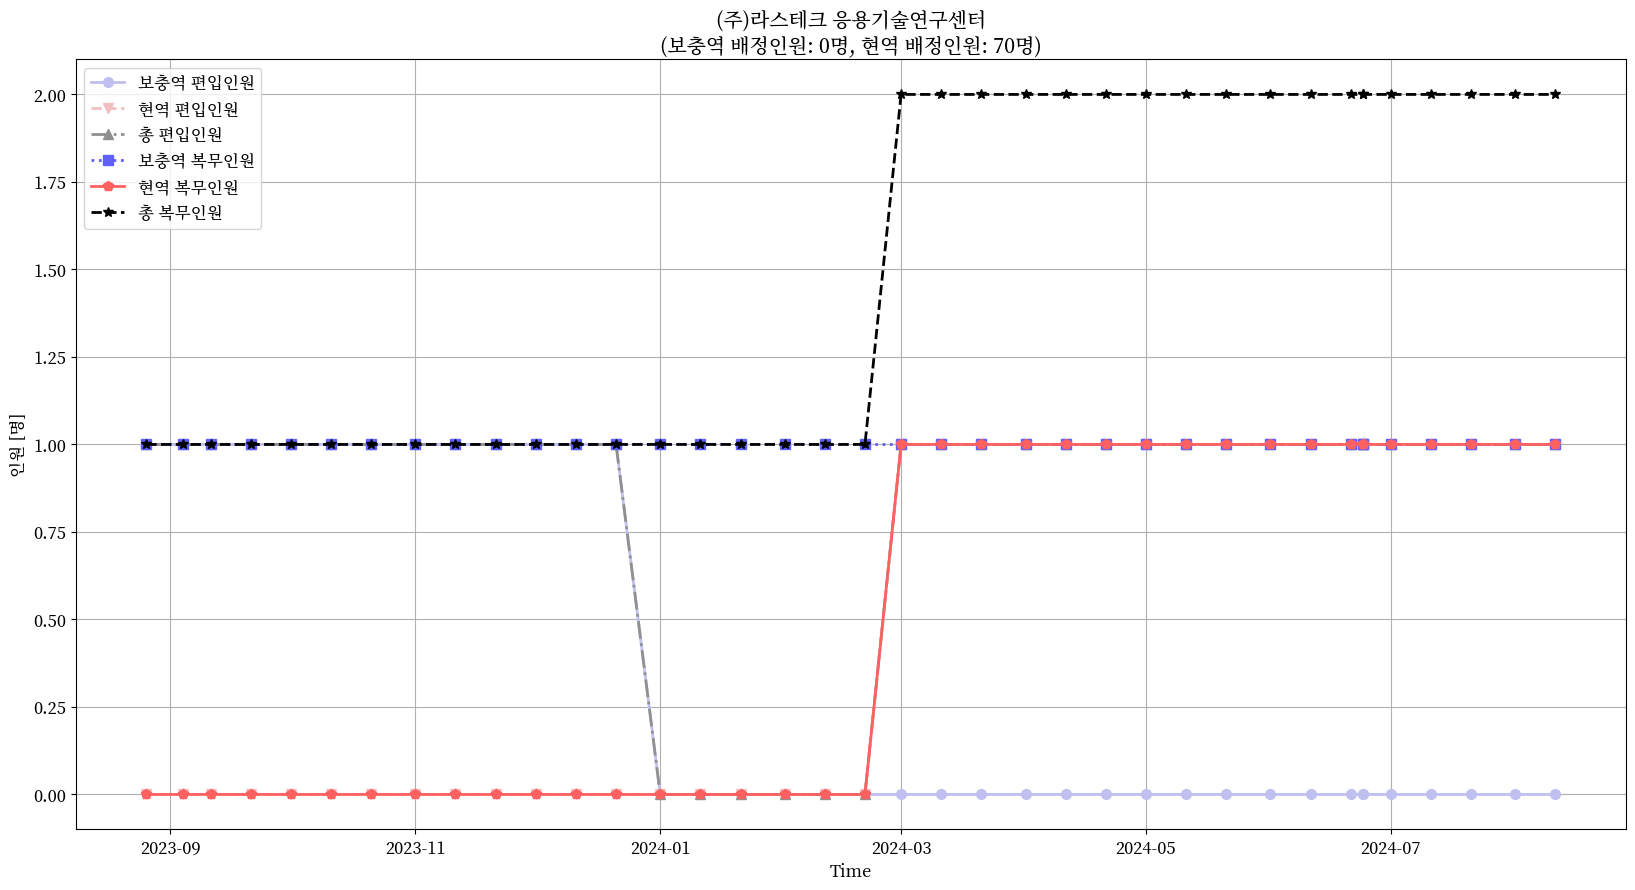 (주)라스테크 응용기술연구센터
(보충역 배정인원: 0명, 현역 배정인원: 70명)
보충역 편입인원
현역 편입인원
총 편입인원
보충역 복무인원
현역 복무인원
총 복무인원
2.00
1.75
1.50
1.25
1.00
0.75
0.50
0.25
0.00
인원 [명]
2023-09
2023-11
2024-01
2024-03
2024-05
2024-07
Time